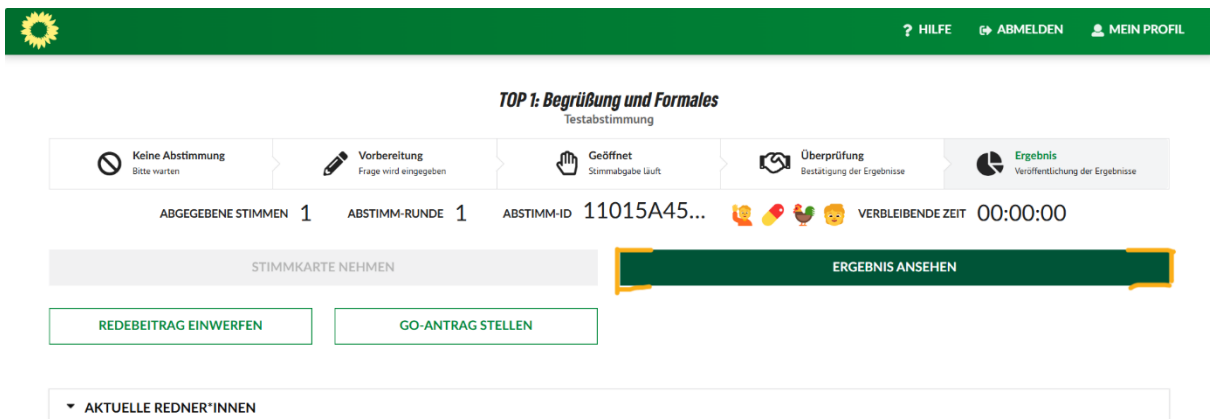 ? HILFE ABMELDEN MEIN PROFIL
TOP 1: Begrüßung und Formales
Testabstimmung
Keine Abstimmung
Bitte warten
Vorbereitung
Frage wird eingegeben
Geöffnet
Stimmabgabe läuft
Überprüfung
Bestätigung der Ergebnisse
Ergebnis
Veröffentlichung der Ergebnisse
ABGEGEBENE STIMMEN 1 ABSTIMM-RUNDE 1 ABSTIMM-ID 11015A45... VERBLEIBENDE ZEIT 00:00:00
STIMMKARTE NEHMEN ERGEBNIS ANSEHEN
REDEBEITRAG EINWERFEN GO-ANTRAG STELLEN
AKTUELLE REDNER*INNEN